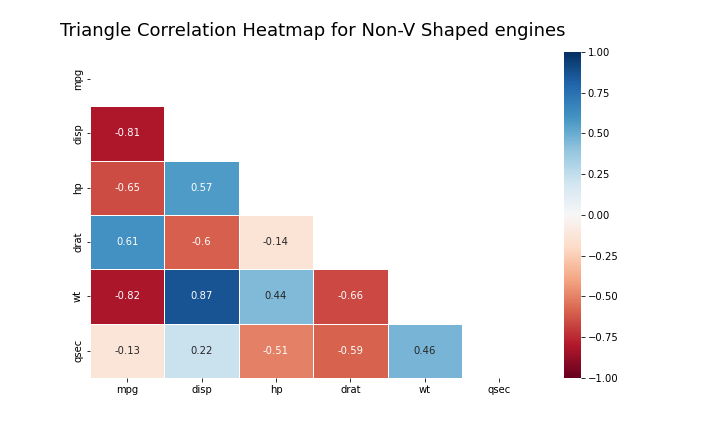 Triangle Correlation Heatmap for Non-V Shaped engines
mpg
disp -0.81
hp -0.65 0.57
drat 0.61 -0.6 -0.14
wt -0.82 0.87 0.44 -0.66
qsec -0.13 0.22 -0.51 -0.59 0.46
mpg disp hp drat wt qsec
1.00
0.75
0.50
0.25
0.00
−0.25
−0.50
−0.75
−1.00